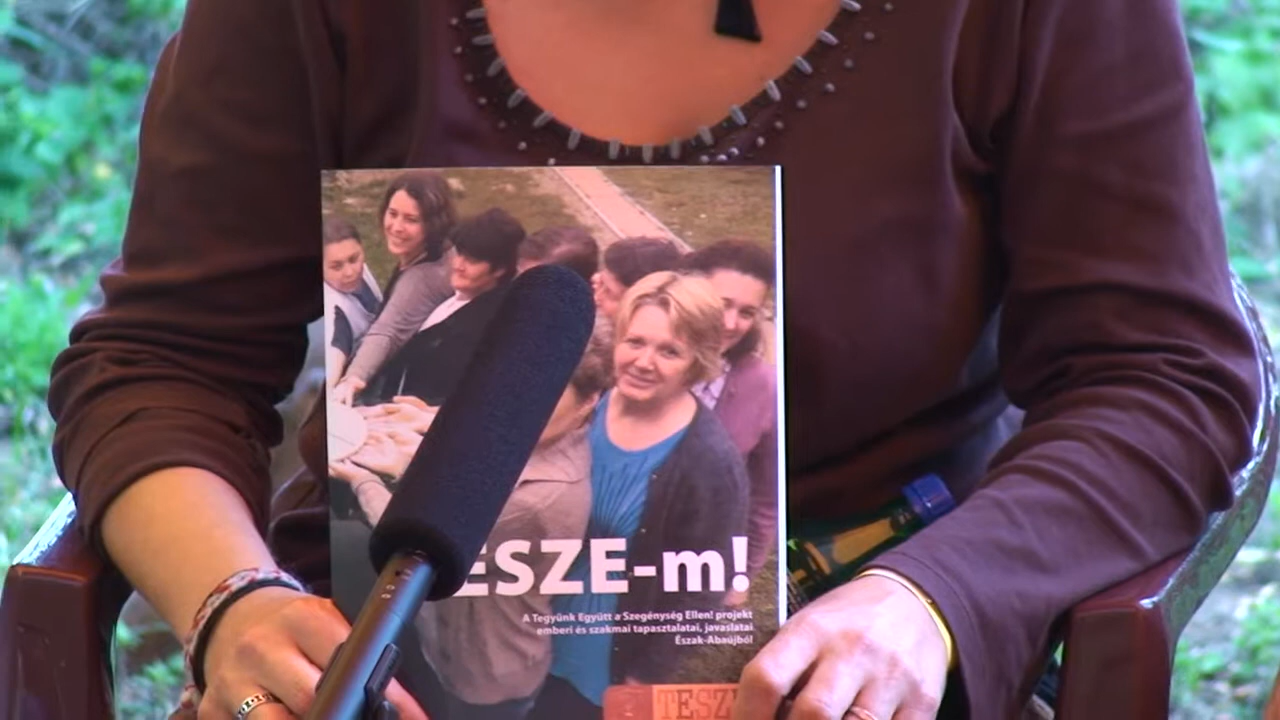 ESZE-m!
A Tegyünk Együtt a Szegénység Ellen! projekt
emberi és szakmai tapasztalatai, javaslatai
Észak-Abaújból
TESZ